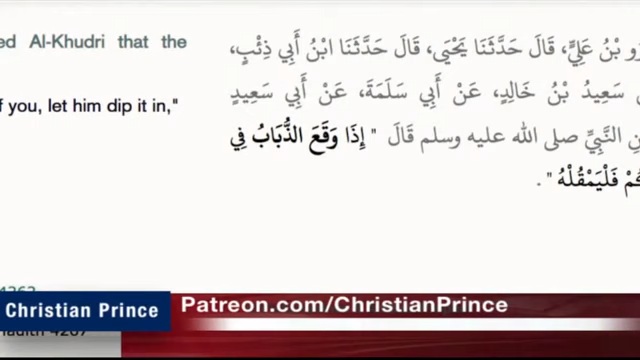 ed Al-Khudri that the
f you, let him dip it in,"
بْنُ عَلِيٍّ، قَالَ حَدَّثَنَا يَحْيَى، قَالَ حَدَّثَنَا ابْنُ أَبِي ذِئْبٍ،
سَعِيدُ بْنُ خَالِدٍ، عَنْ أَبِي سَلَمَةَ، عَنْ أَبِي سَعِيدٍ
النَّبِيِّ صلى الله عليه وسلم قَالَ " إِذَا وَقَعَ الذُّبَابُ فِي
فَلْيَمْقُلْهُ " .
Christian Prince
Patreon.com/ChristianPrince